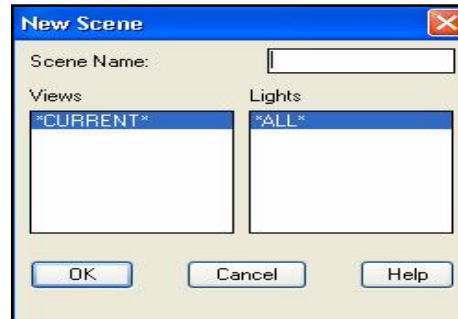 New Scene
Scene Name:
Views Lights
*CURRENT* *ALL*
OK Cancel Help